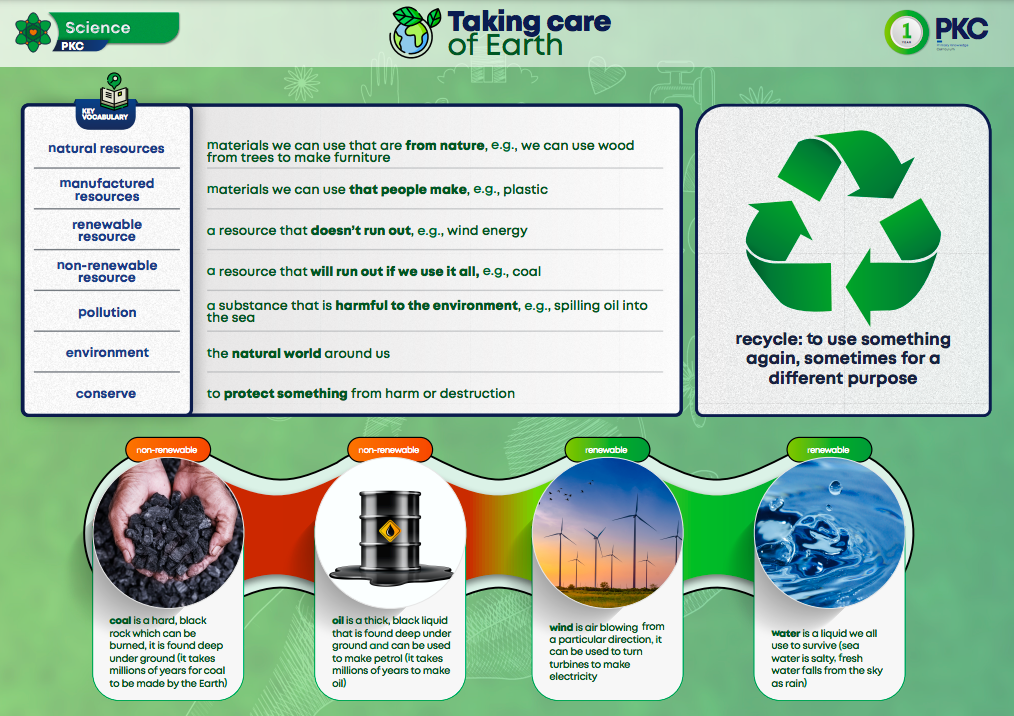 Science
PKC
Taking care
of Earth
1
YEAR
PKC
KEY
VOCABULARY
natural resources
materials we can use that are from nature, e.g., we can use wood
from trees to make furniture
manufactured
resources
materials we can use that people make, e.g., plastic
renewable
resource
a resource that doesn't run out, e.g., wind energy
non-renewable
resource
a resource that will run out if we use it all, e.g., coal
pollution
a substance that is harmful to the environment, e.g., spilling oil into
the sea
environment
the natural world around us
conserve
to protect something from harm or destruction
recycle: to use something
again, sometimes for a
different purpose
non-renewable
coal is a hard, black
rock which can be
burned, it is found deep
under ground (it takes
millions of years for coal
to be made by the Earth)
non-renewable
oil is a thick, black liquid
that is found deep under
ground and can be used
to make petrol (it takes
millions of years to make
oil)
renewable
wind is air blowing from
a particular direction, it
can be used to turn
turbines to make
electricity
renewable
water is a liquid we all
use to survive (sea
water is salty, fresh
water falls from the sky
as rain)